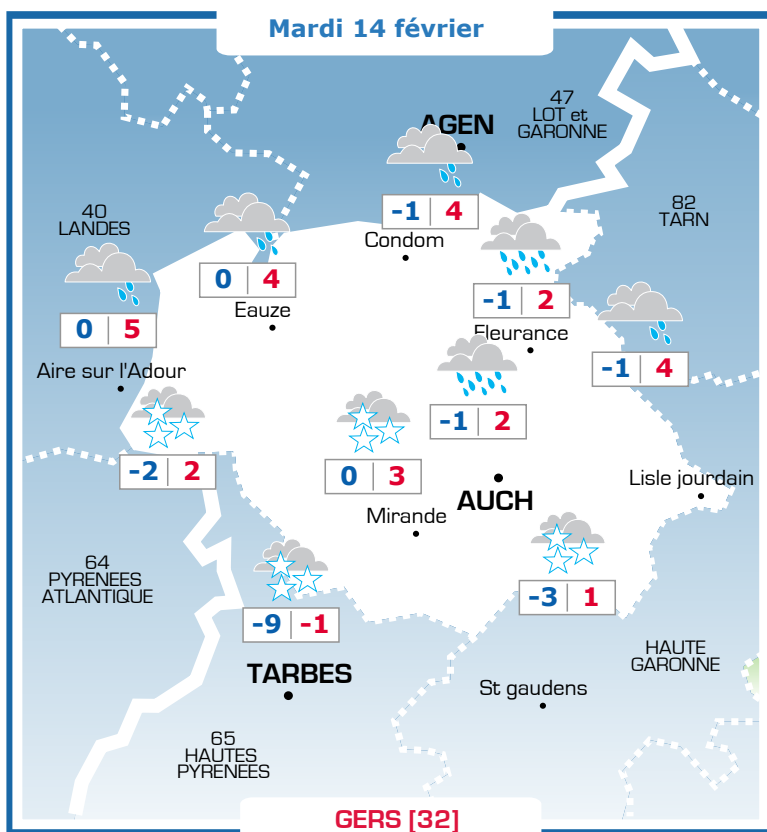 Mardi 14 février
47
LOT et
GARONNE
AGEN
82
TARN
40
LANDES
-1 4
Condom
0 4
Eauze
-1 2
Fleurance
0 5
Aire sur l'Adour
-1 4
-1 2
AUCH
-2 2
0 3
Mirande
Lisle jourdain
64
PYRENEES
ATLANTIQUE
-3 1
-9 -1
TARBES
HAUTE
GARONNE
St gaudens
65
HAUTES
PYRENEES
GERS [32]